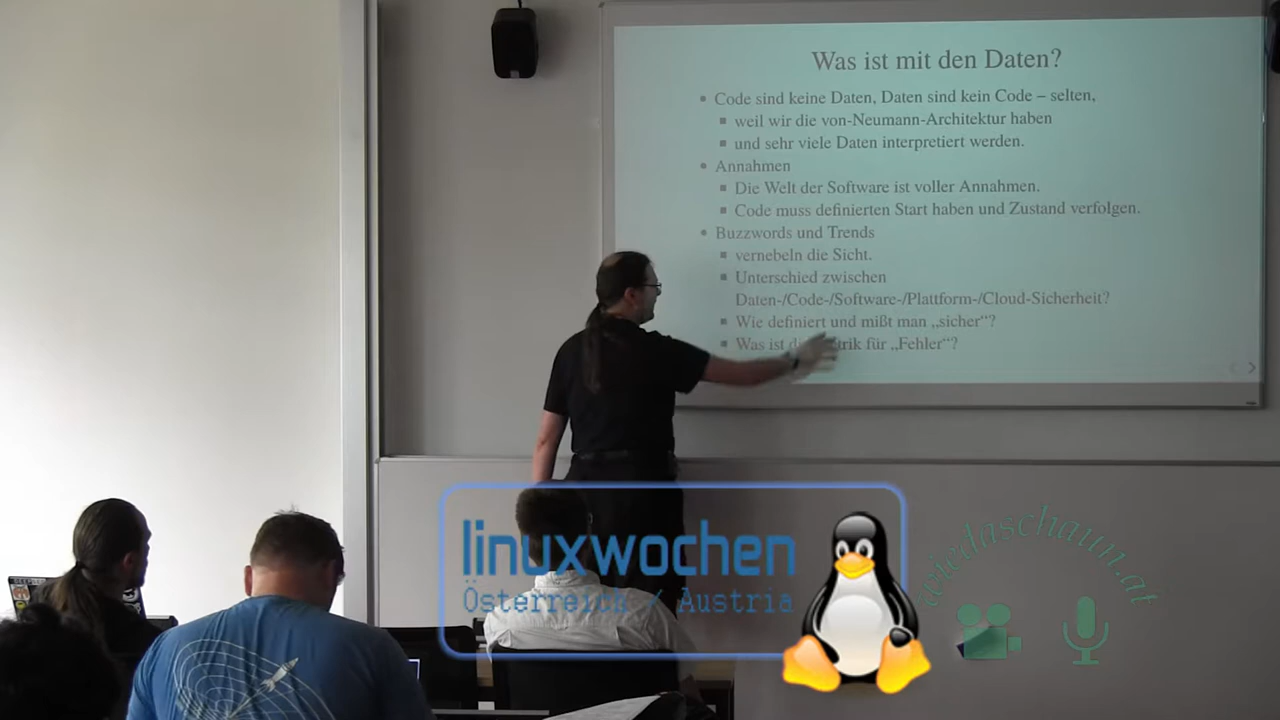 Was ist mit den Daten?
Code sind keine Daten, Daten sind kein Code – selten,
weil wir die von-Neumann-Architektur haben
und sehr viele Daten interpretiert werden.
Annahmen
Die Welt der Software ist voller Annahmen.
Code muss definierten Start haben und Zustand verfolgen.
Buzzwords und Trends
vernebeln die Sicht.
Unterschied zwischen
Daten-/Code-/Software-/Plattform-/Cloud-Sicherheit?
Wie definiert und mißt man „sicher“?
Was ist für „Fehler“?
linuxwochen
Österreich / Austria
wiedaschaun.at